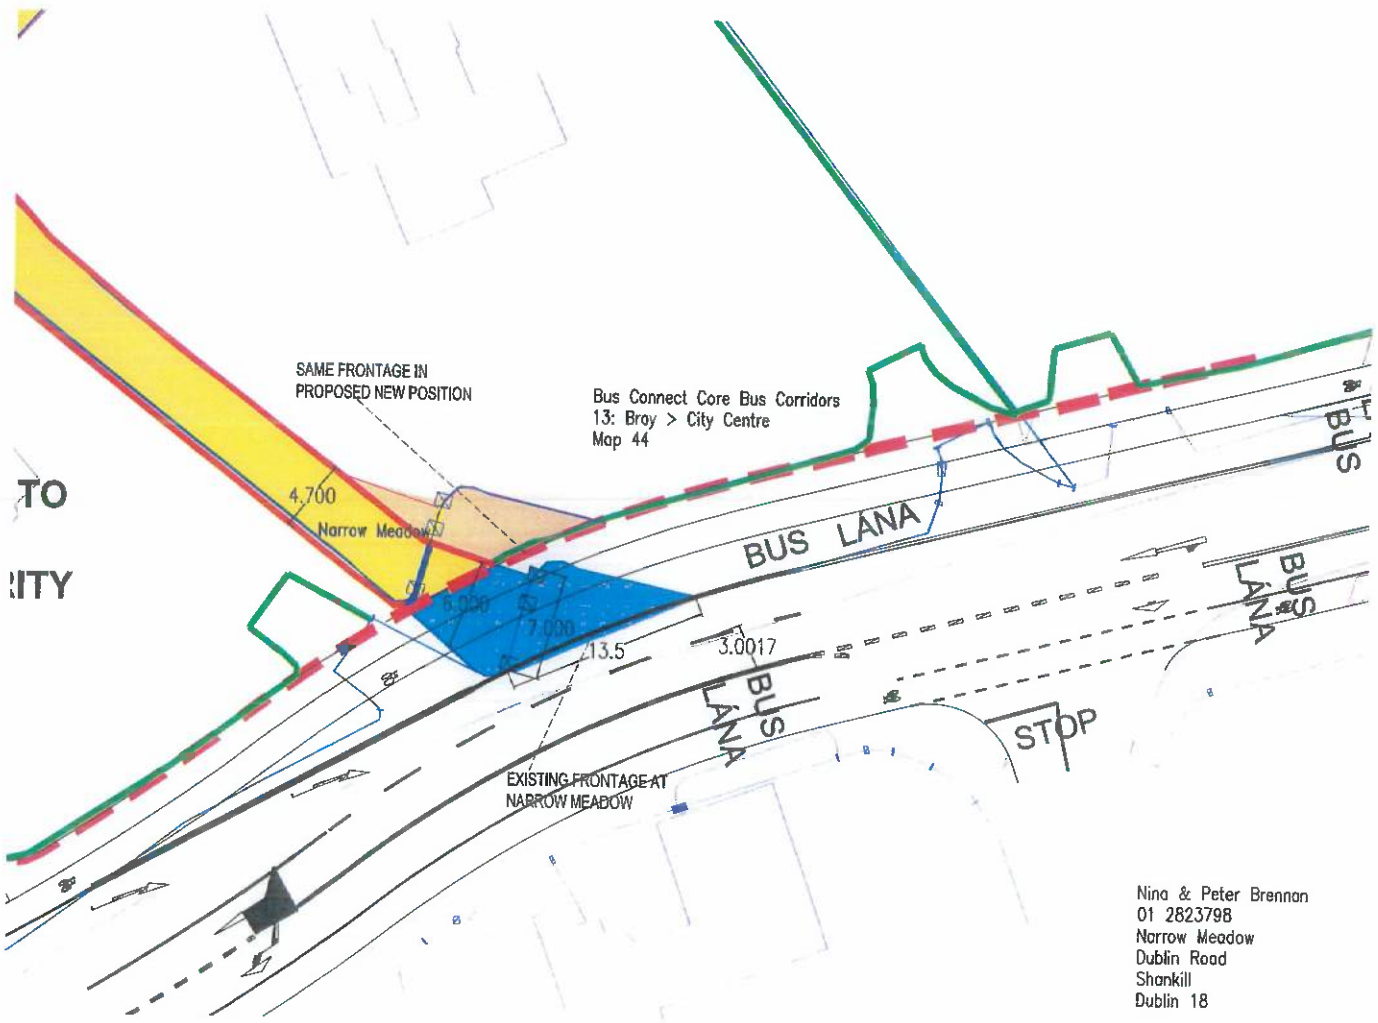 SAME FRONTAGE IN
PROPOSED NEW POSITION
Bus Connect Core Bus Corridors
13: Bray > City Centre
Map 44
TO
RITY
4.700
Narrow Meadow
6.000
7.000
13.5
3.0017
BUS LÁNA
BUS
BUS
LÁNA
BUS
LÁNA
STOP
EXISTING FRONTAGE AT
NARROW MEADOW
Nina & Peter Brennan
01 2823798
Narrow Meadow
Dublin Road
Shankill
Dublin 18